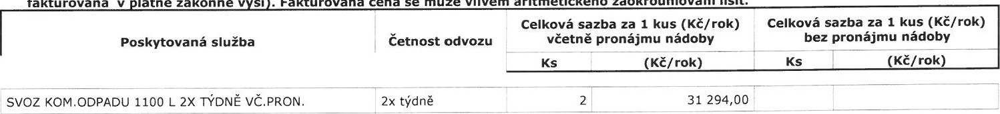 fakturována v platné zákonné výši). Fakturovaná cena se může vlivem aritmetického zaokrouhlování lišit.
Poskytovaná služba Četnost odvozu Celková sazba za 1 kus (Kč/rok) včetně pronájmu nádoby Celková sazba za 1 kus (Kč/rok) bez pronájmu nádoby
Ks (Kč/rok) Ks (Kč/rok)
SVOZ KOM.ODPADU 1100 L 2X TÝDNĚ VČ.PRON. 2x týdně 2 31 294,00